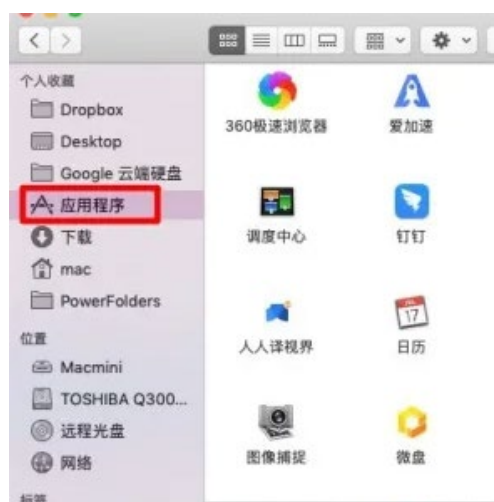 个人收藏
Dropbox
Desktop
Google 云端硬盘
应用程序
下载
mac
PowerFolders
位置
Macmini
TOSHIBA Q300...
远程光盘
网络
标签
360极速浏览器
爱加速
调度中心
钉钉
人人译视界
JUL
17
日历
图像捕捉
微盘